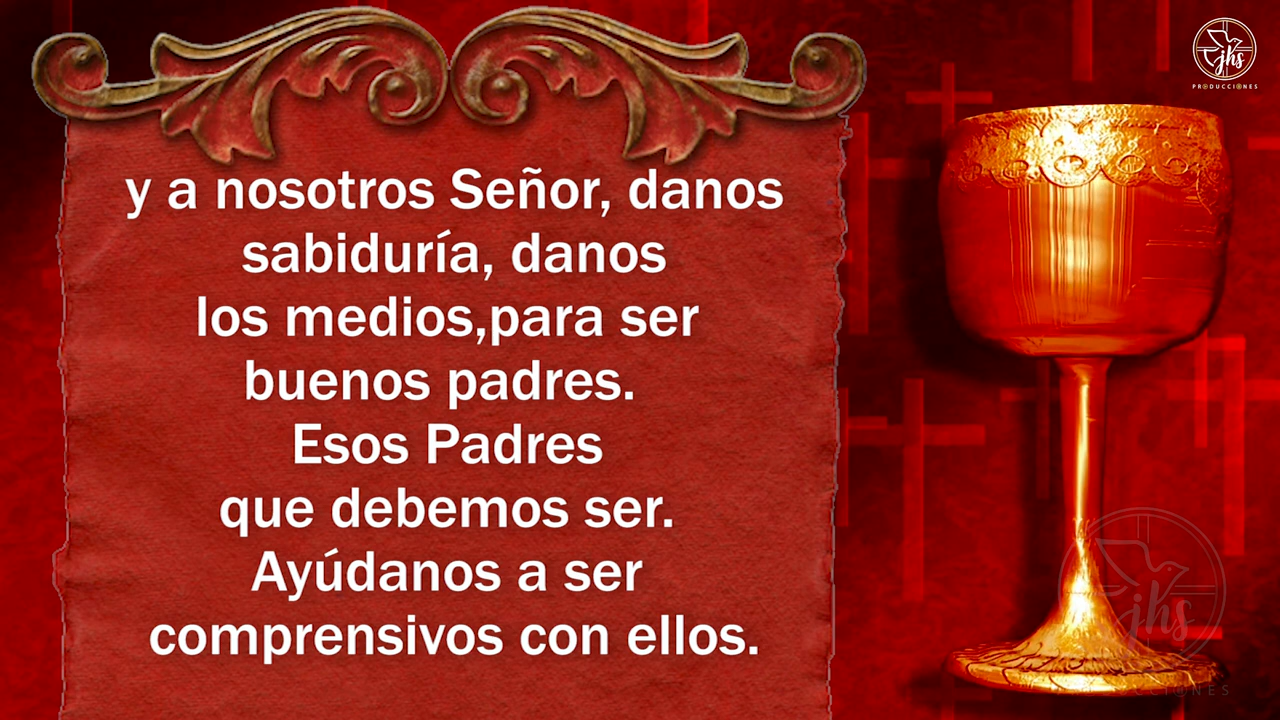 y a nosotros Señor, danos
sabiduría, danos
los medios,para ser
buenos padres.
Esos Padres
que debemos ser.
Ayúdanos a ser
comprensivos con ellos.
jhs
PRODUCCIONES
jhs
PRODUCCIONES